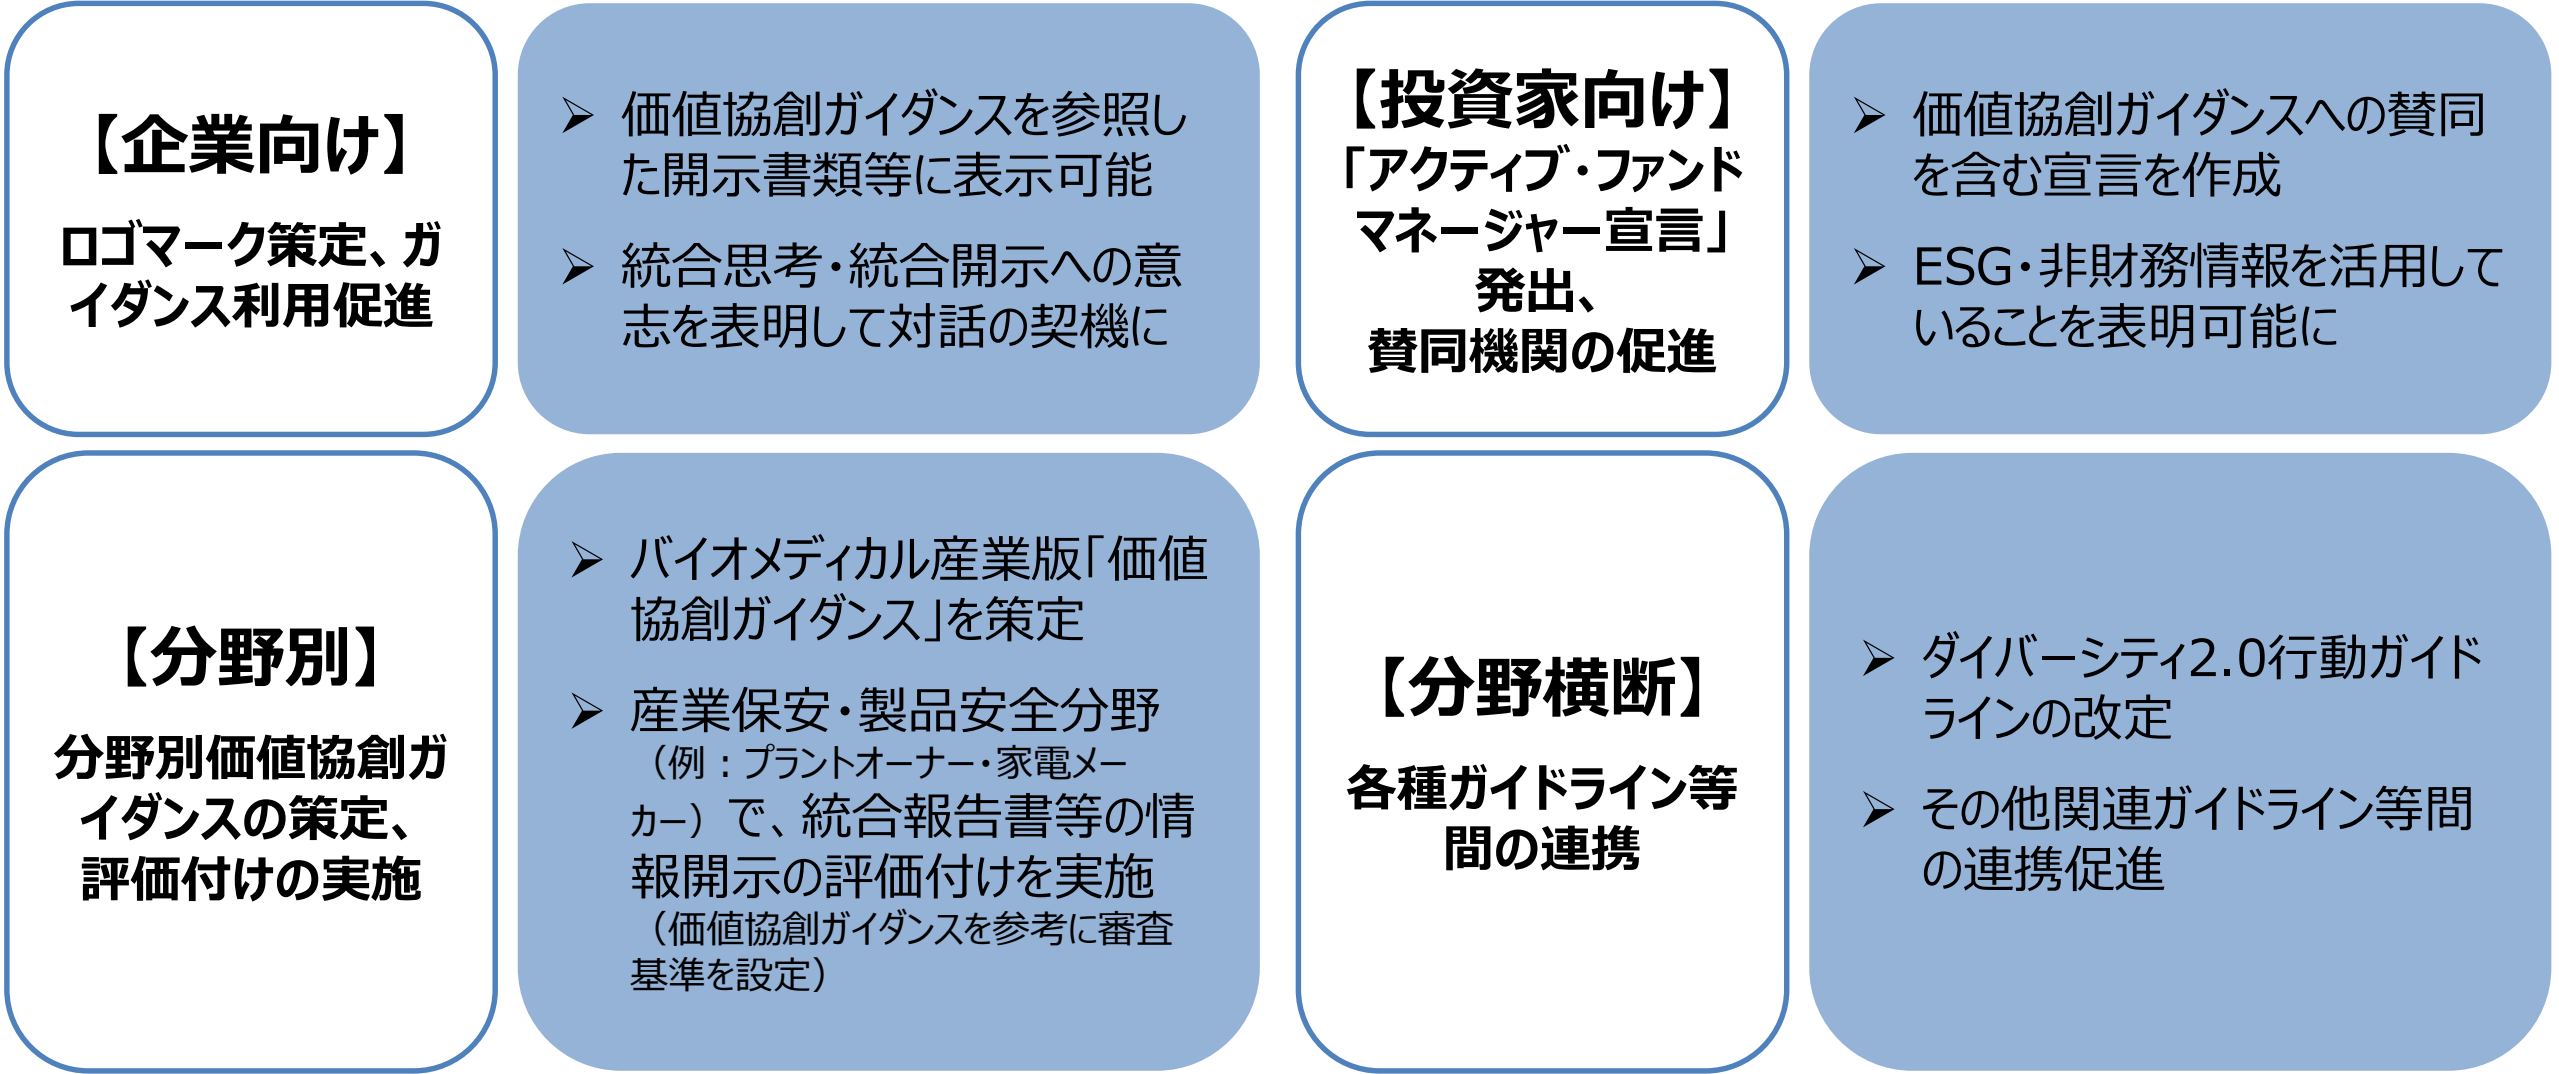 【企業向け】
ロゴマーク策定、ガ
イダンス利用促進
➢ 価値協創ガイダンスを参照し
た開示書類等に表示可能
➢ 統合思考・統合開示への意
志を表明して対話の契機に
【投資家向け】
「アクティブ・ファンド
マネージャー宣言」
発出、
賛同機関の促進
➢ 価値協創ガイダンスへの賛同
を含む宣言を作成
➢ ESG・非財務情報を活用して
いることを表明可能に
【分野別】
分野別価値協創ガ
イダンスの策定、
評価付けの実施
➢ バイオメディカル産業版「価値
協創ガイダンス」を策定
➢ 産業保安・製品安全分野
（例：プラントオーナー・家電メー
カー）で、統合報告書等の情
報開示の評価付けを実施
（価値協創ガイダンスを参考に審査
基準を設定）
【分野横断】
各種ガイドライン等
間の連携
➢ ダイバーシティ2.0行動ガイド
ラインの改定
➢ その他関連ガイドライン等間
の連携促進